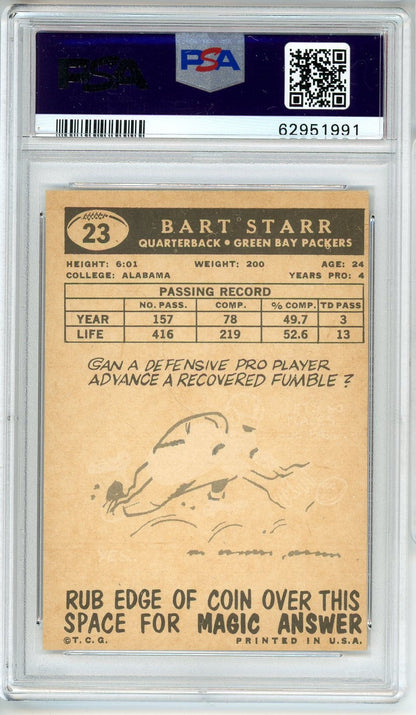 PSA
PSA
62951991
23
BART STARR
QUARTERBACK • GREEN BAY PACKERS
HEIGHT: 6:01 WEIGHT: 200 AGE: 24
COLLEGE: ALABAMA YEARS PRO: 4
PASSING RECORD
NO. PASS. COMP. % COMP. TD PASS
YEAR 157 78 49.7 3
LIFE 416 219 52.6 13
CAN A DEFENSIVE PRO PLAYER
ADVANCE A RECOVERED FUMBLE?
RUB EDGE OF COIN OVER THIS
SPACE FOR MAGIC ANSWER
©T.C.G. PRINTED IN U.S.A.